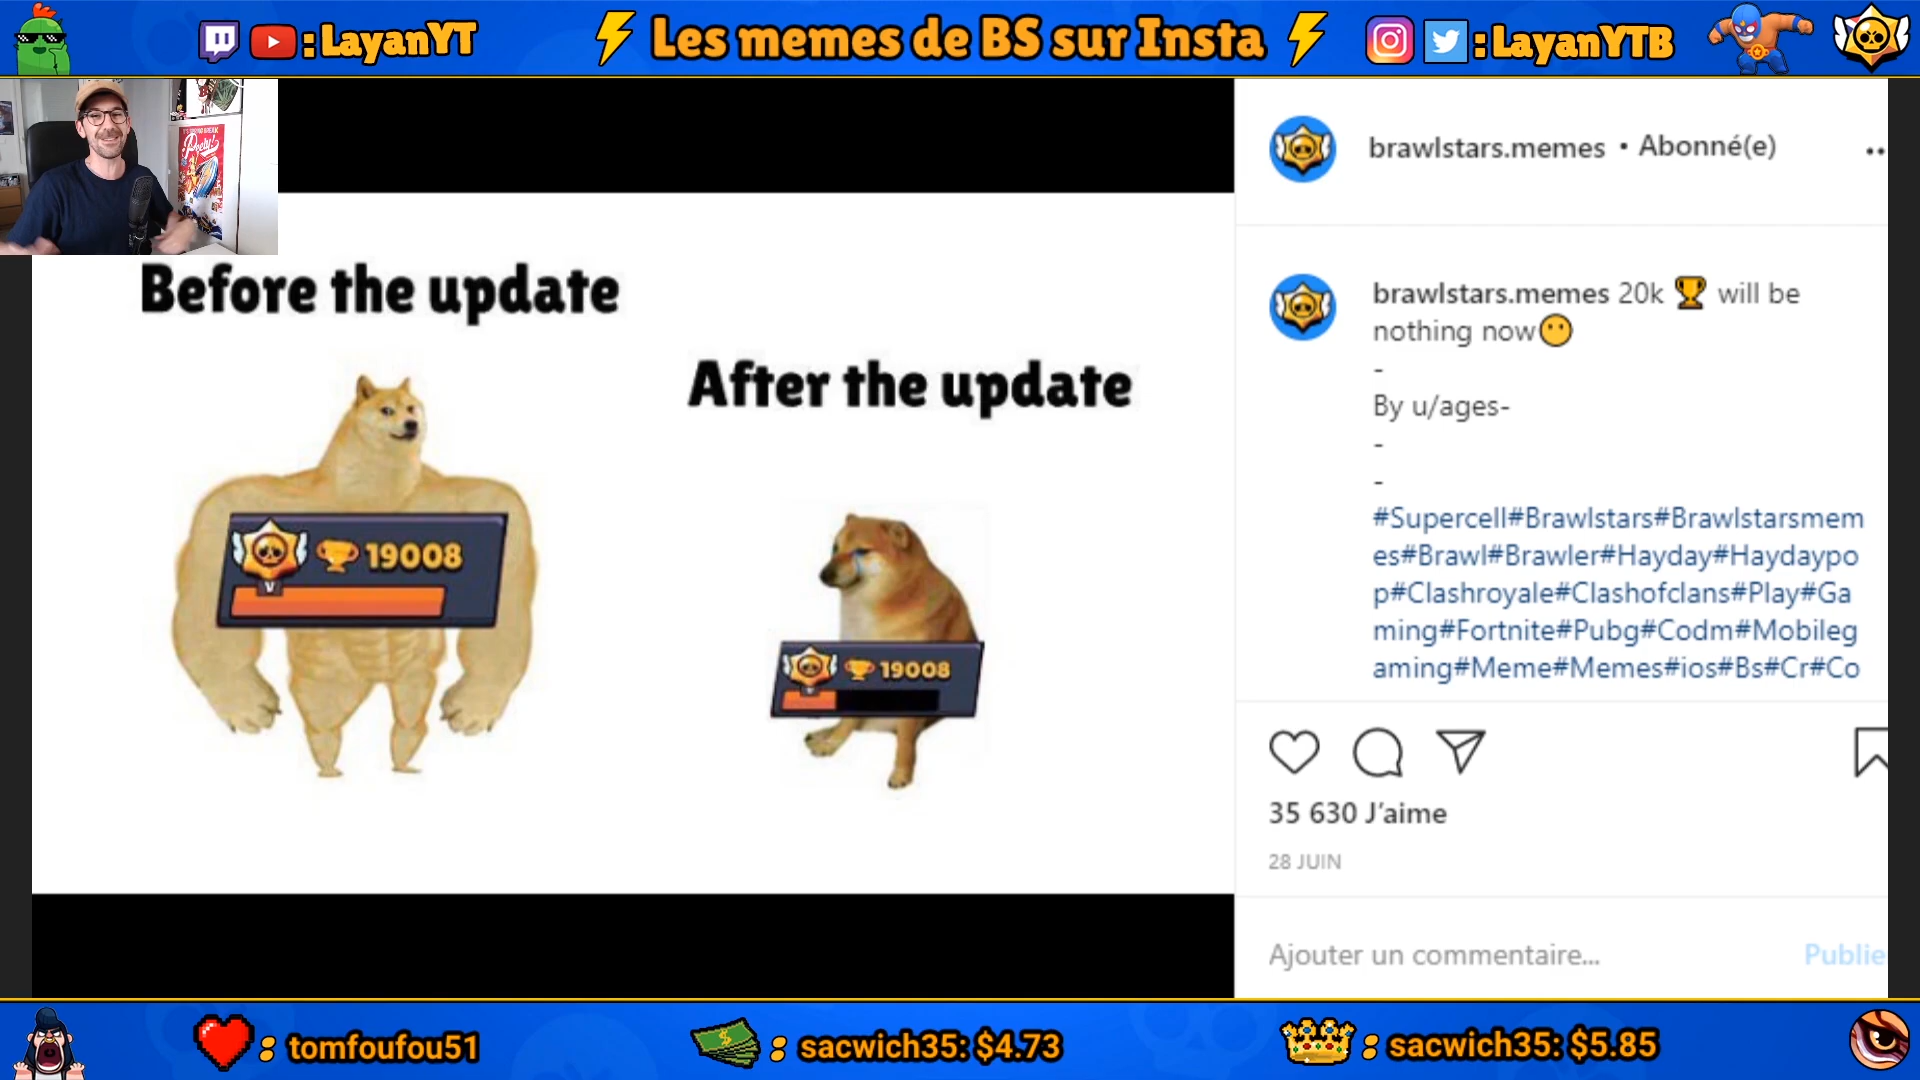 : LayanYT
Les memes de BS sur Insta
: LayanYTB
Before the update
19008
After the update
19008
brawlstars.memes • Abonné(e)
brawlstars.memes 20k 🏆 will be
nothing now😶
-
By u/ages-
-
-
#Supercell#Brawlstars#Brawlstarsmem
es#Brawl#Brawler#Hayday#Haydaypo
p#Clashroyale#Clashofclans#Play#Ga
ming#Fortnite#Pubg#Codm#Mobileg
aming#Meme#Memes#ios#Bs#Cr#Co
35 630 J'aime
28 JUIN
Ajouter un commentaire...
Publie
: tomfoufou51
: sacwich35: $4.73
: sacwich35: $5.85